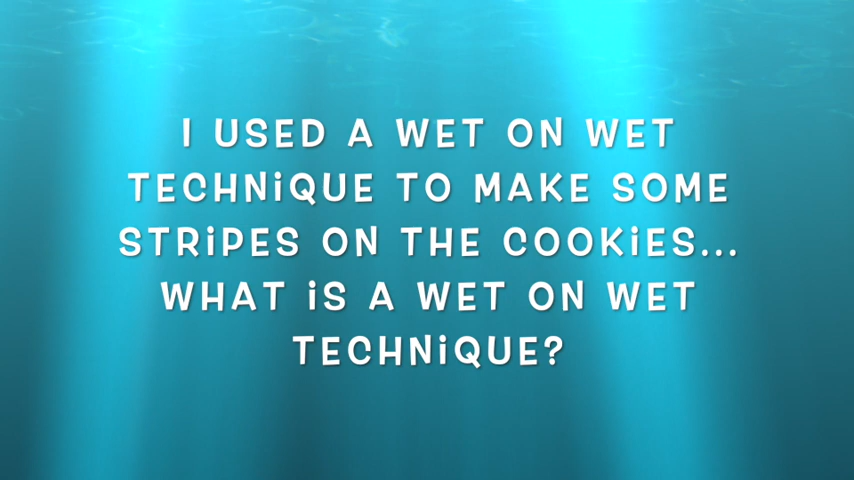 I USED A WET ON WET
TECHNiQUE TO MAKE SOME
STRiPES ON THE COOKiES...
WHAT iS A WET ON WET
TECHNiQUE?